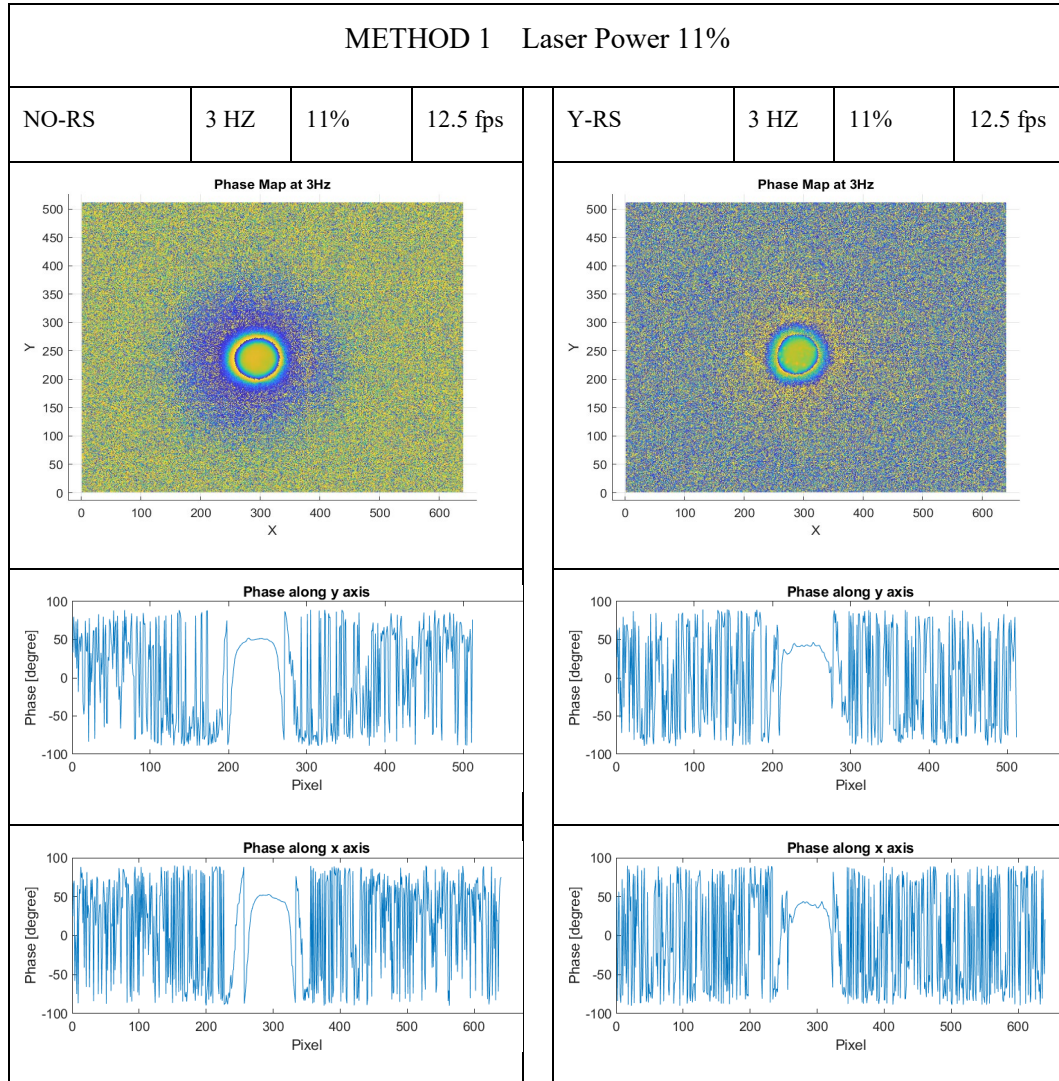 METHOD 1 Laser Power 11%
NO-RS 3 HZ 11% 12.5 fps Y-RS 3 HZ 11% 12.5 fps
Phase Map at 3Hz
500
450
400
350
300
250
200
150
100
50
0
Y
0 100 200 300 400 500 600
X
Phase Map at 3Hz
500
450
400
350
300
250
200
150
100
50
0
Y
0 100 200 300 400 500 600
X
Phase along y axis
100
50
0
-50
-100
Phase [degree]
0 100 200 300 400 500
Pixel
Phase along y axis
100
50
0
-50
-100
Phase [degree]
0 100 200 300 400 500
Pixel
Phase along x axis
100
50
0
-50
-100
Phase [degree]
0 100 200 300 400 500 600
Pixel
Phase along x axis
100
50
0
-50
-100
Phase [degree]
0 100 200 300 400 500 600
Pixel